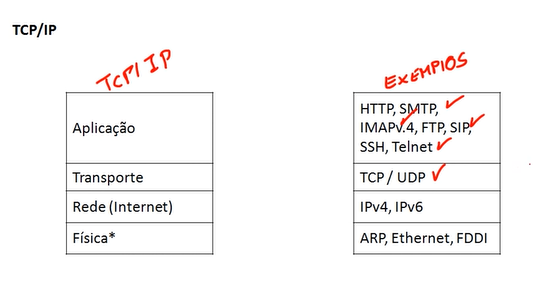 TCP/IP
TCP/IP
EXEMPlOS
Aplicação
HTTP, SMTP,
IMAPv.4, FTP, SIP,
SSH, Telnet
Transporte
TCP / UDP
Rede (Internet)
IPv4, IPv6
Física*
ARP, Ethernet, FDDI